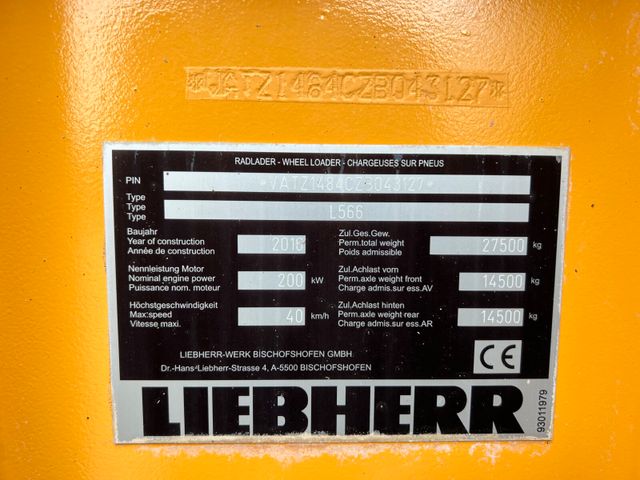 *VATZ1484CZB043127*
RADLADER - WHEEL LOADER - CHARGEUSES SUR PNEUS
PIN *VATZ1484CZB043127*
Type
Type
Type L566
Baujahr
Year of construction 2018
Année de construction
Nennleistung Motor
Nominal engine power 200 kW
Puissance nom. moteur
Höchstgeschwindigkeit
Max:speed 40 km/h
Vitesse maxi.
Zul.Ges.Gew.
Perm.total weight 27500 kg
Poids admissible
Zul.Achlast vorn
Perm.axle weight front 14500 kg
Charge admis.sur ess.AV
Zul.Achlast hinten
Perm.axle weight rear 14500 kg
Charge admis.sur ess.AR
LIEBHERR-WERK BISCHOFSHOFEN GMBH
Dr.-Hans-Liebherr-Strasse 4, A-5500 BISCHOFSHOFEN
CE
LIEBHERR
93011979